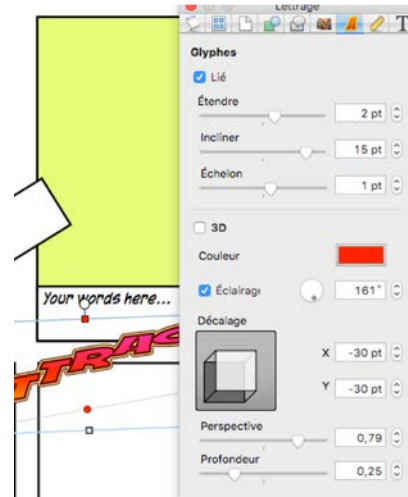 Lettrage
T
Glyphes
Lié
Étendre
2 pt
Incliner
15 pt
Échelon
1 pt
3D
Couleur
Éclairage
161°
Décalage
X -30 pt
Y -30 pt
Perspective
0,79
Profondeur
0,25
Your words here...
TTRAC